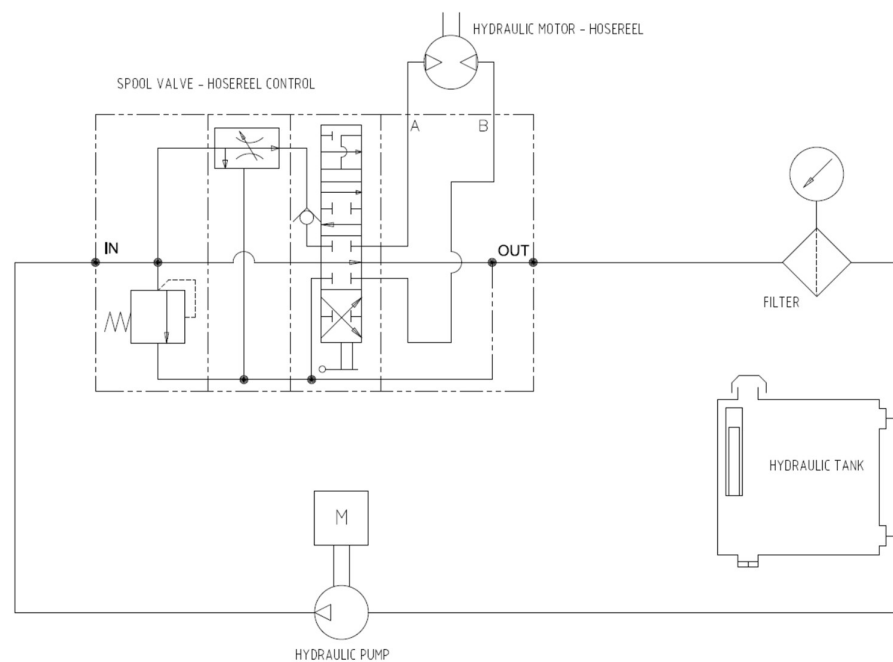 HYDRAULIC MOTOR - HOSEREEL
SPOOL VALVE - HOSEREEL CONTROL
A
B
IN
OUT
FILTER
HYDRAULIC TANK
M
HYDRAULIC PUMP